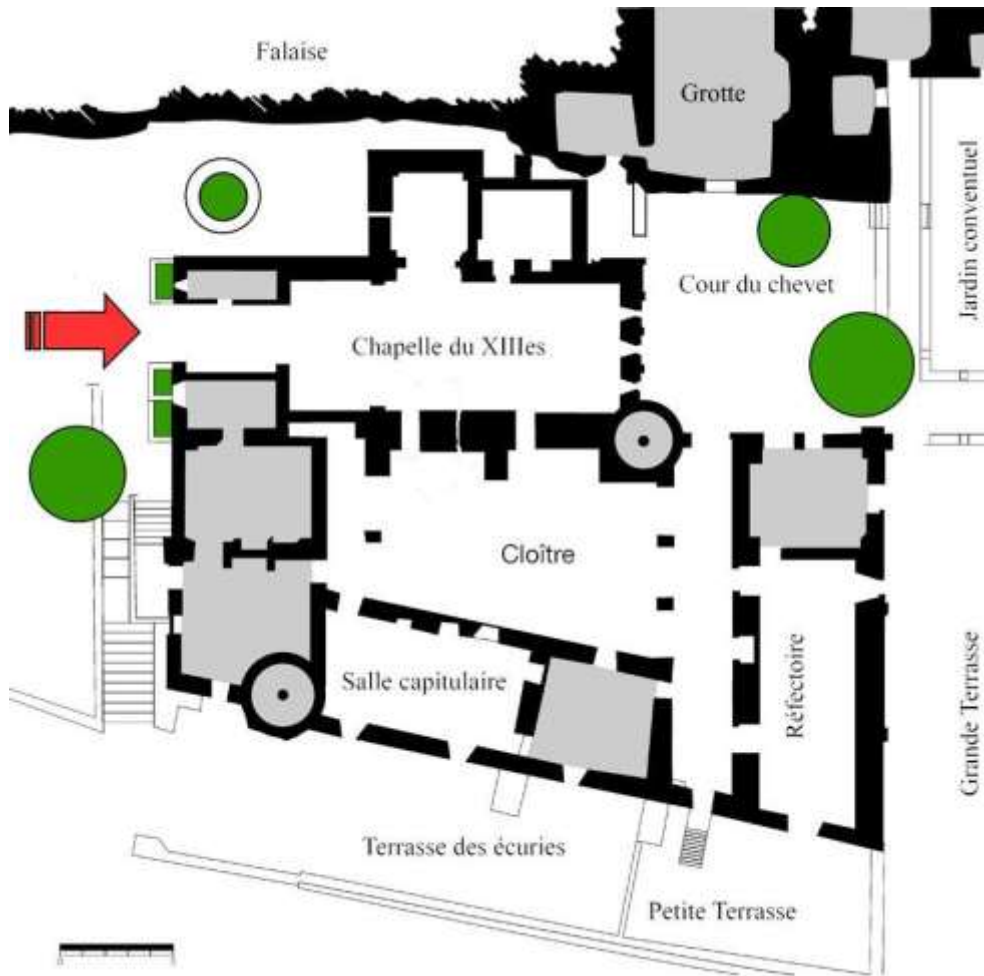 Falaise
Grotte
Jardin conventuel
Cour du chevet
Chapelle du XIIIes
Cloître
Salle capitulaire
Réfectoire
Grande Terrasse
Terrasse des écuries
Petite Terrasse